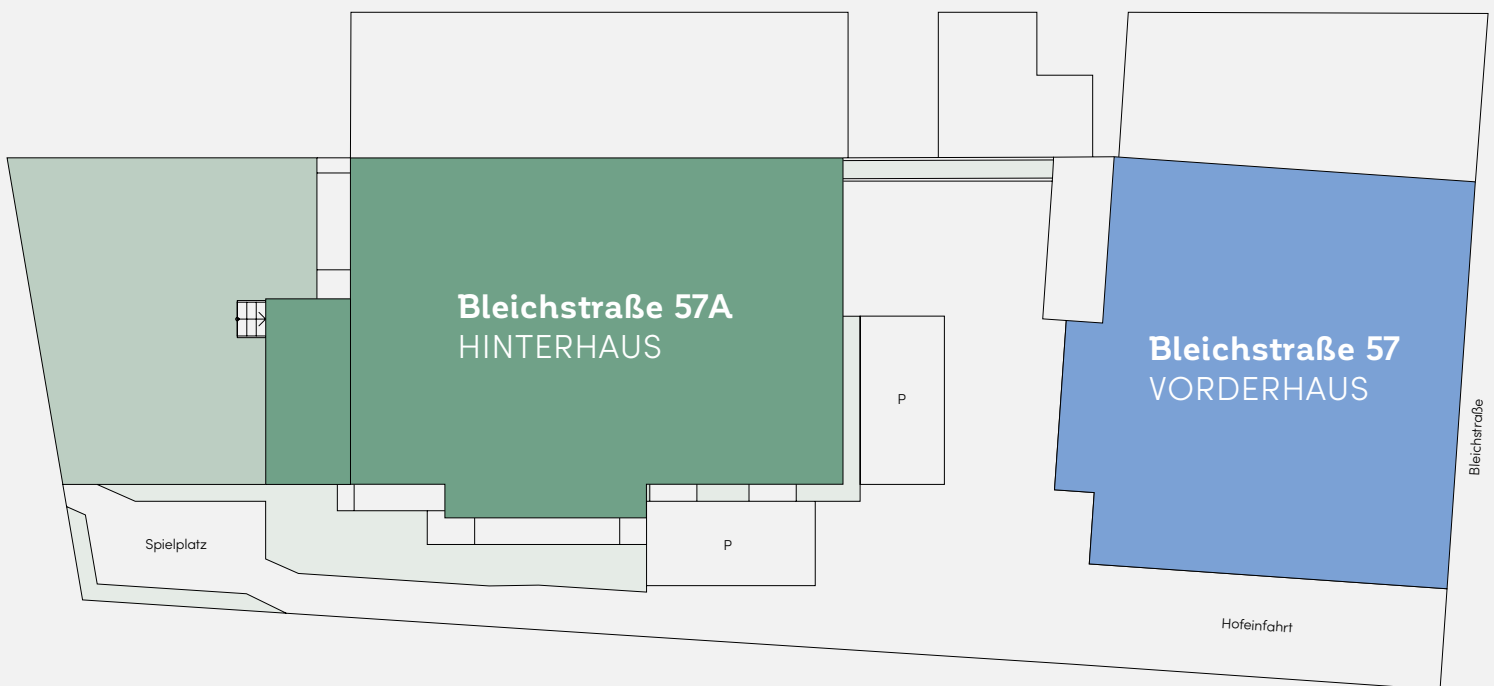 Bleichstraße 57A
HINTERHAUS
Bleichstraße 57
VORDERHAUS
P
Bleichstraße
Spielplatz
P
Hofeinfahrt